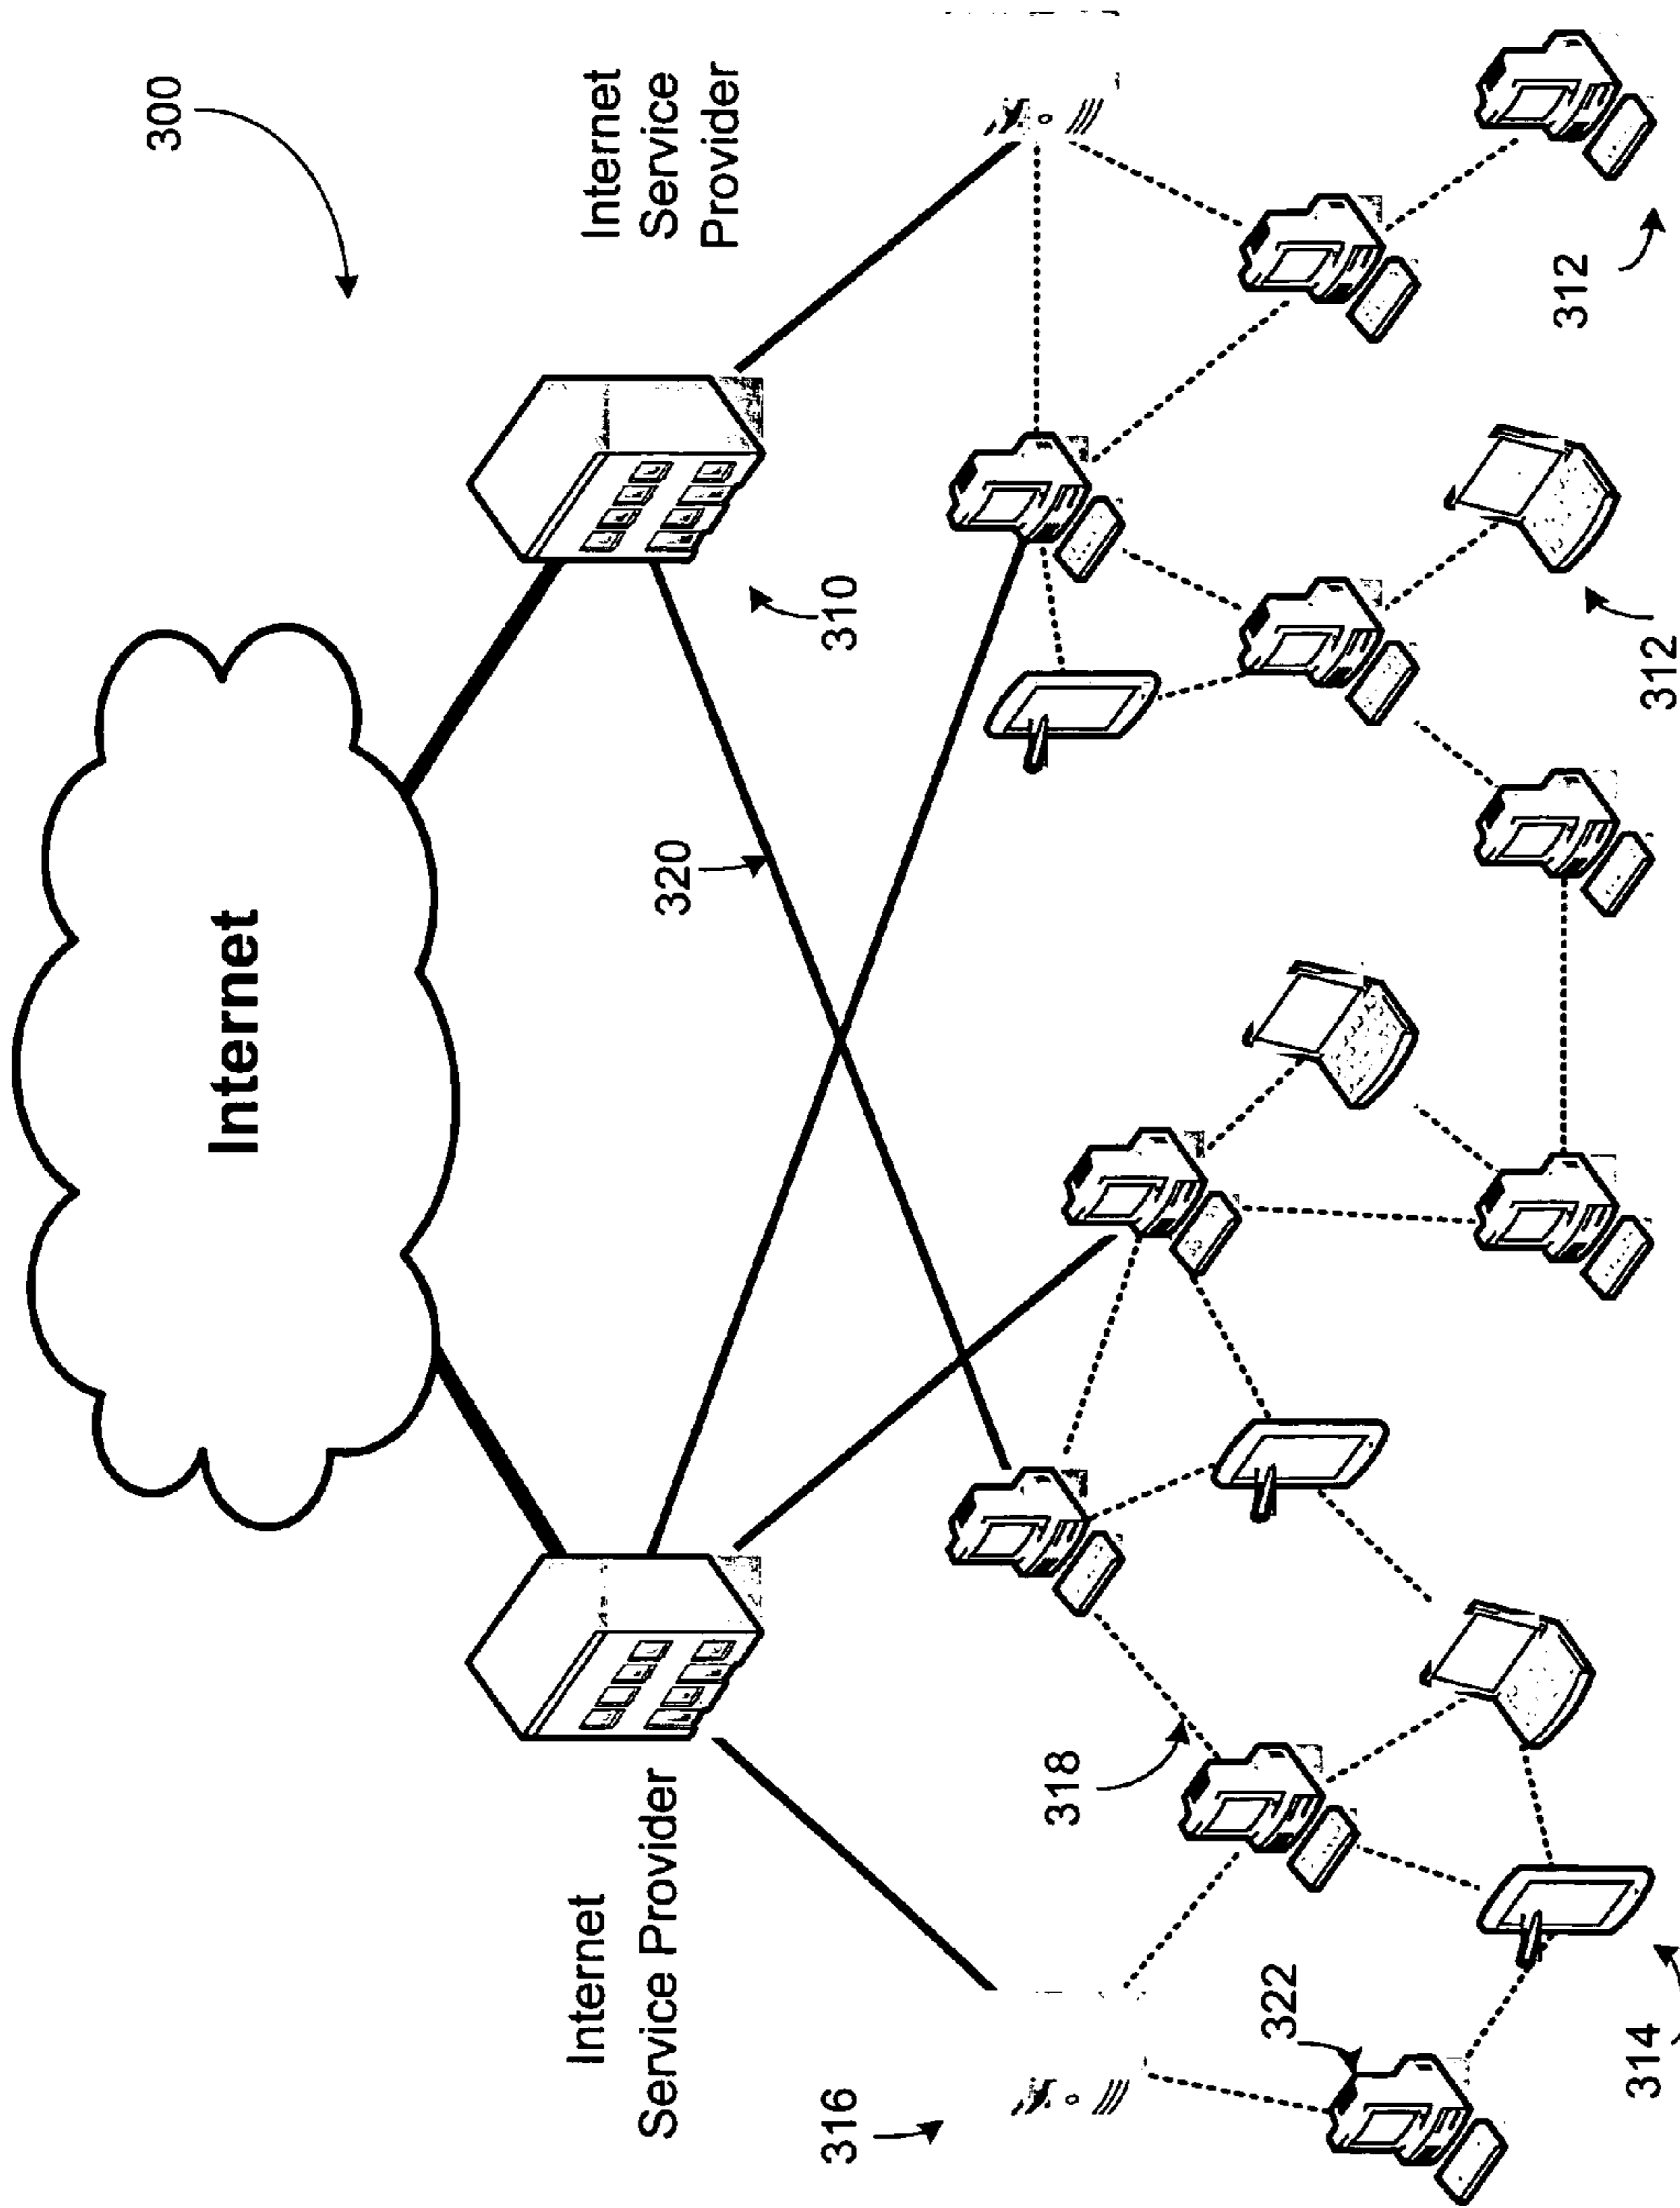 300
Internet
Internet
Service Provider
Internet
Service
Provider
320
310
316
318
322
314
312
312